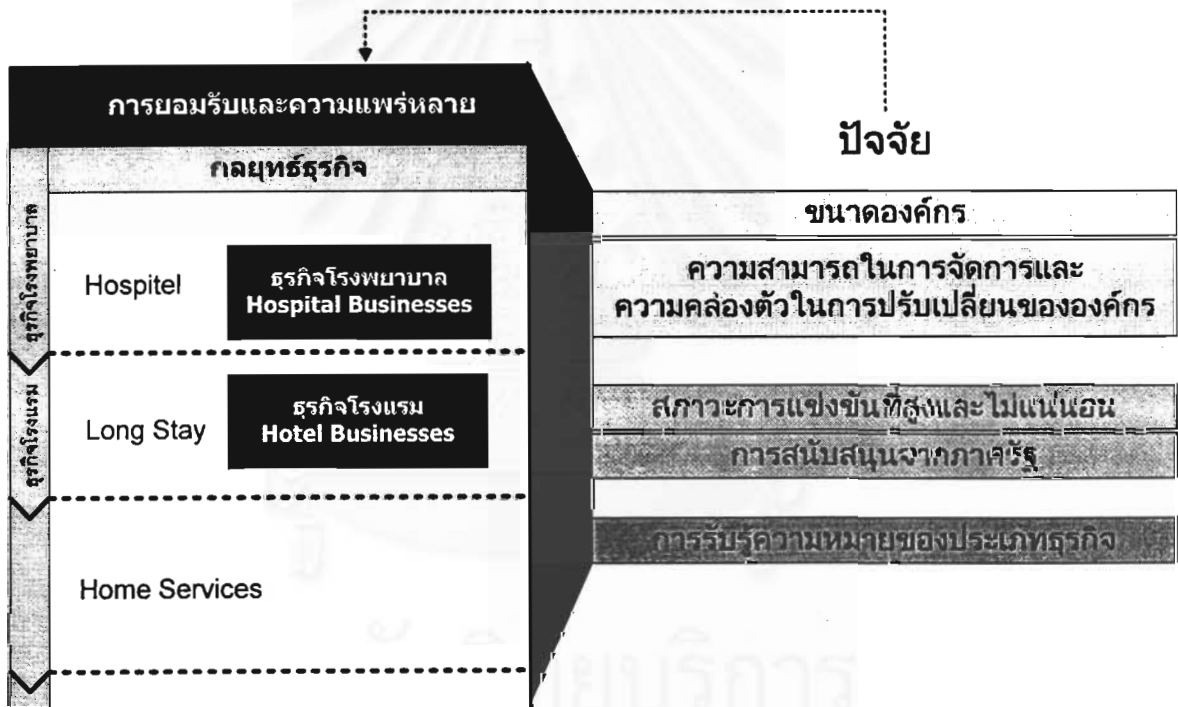 การยอมรับและความแพร่หลาย
กลยุทธ์ธุรกิจ
ธุรกิจโรงพยาบาล
Hospitel
ธุรกิจโรงพยาบาล
Hospital Businesses
ธุรกิจโรงแรม
Long Stay
ธุรกิจโรงแรม
Hotel Businesses
Home Services
ปัจจัย
ขนาดองค์กร
ความสามารถในการจัดการและ
ความคล่องตัวในการปรับเปลี่ยนขององค์กร
สภาวะการแข่งขันที่สูงและไม่แน่นอน
การสนับสนุนจากภาครัฐ
การรับรู้ความหมายของประเภทธุรกิจ